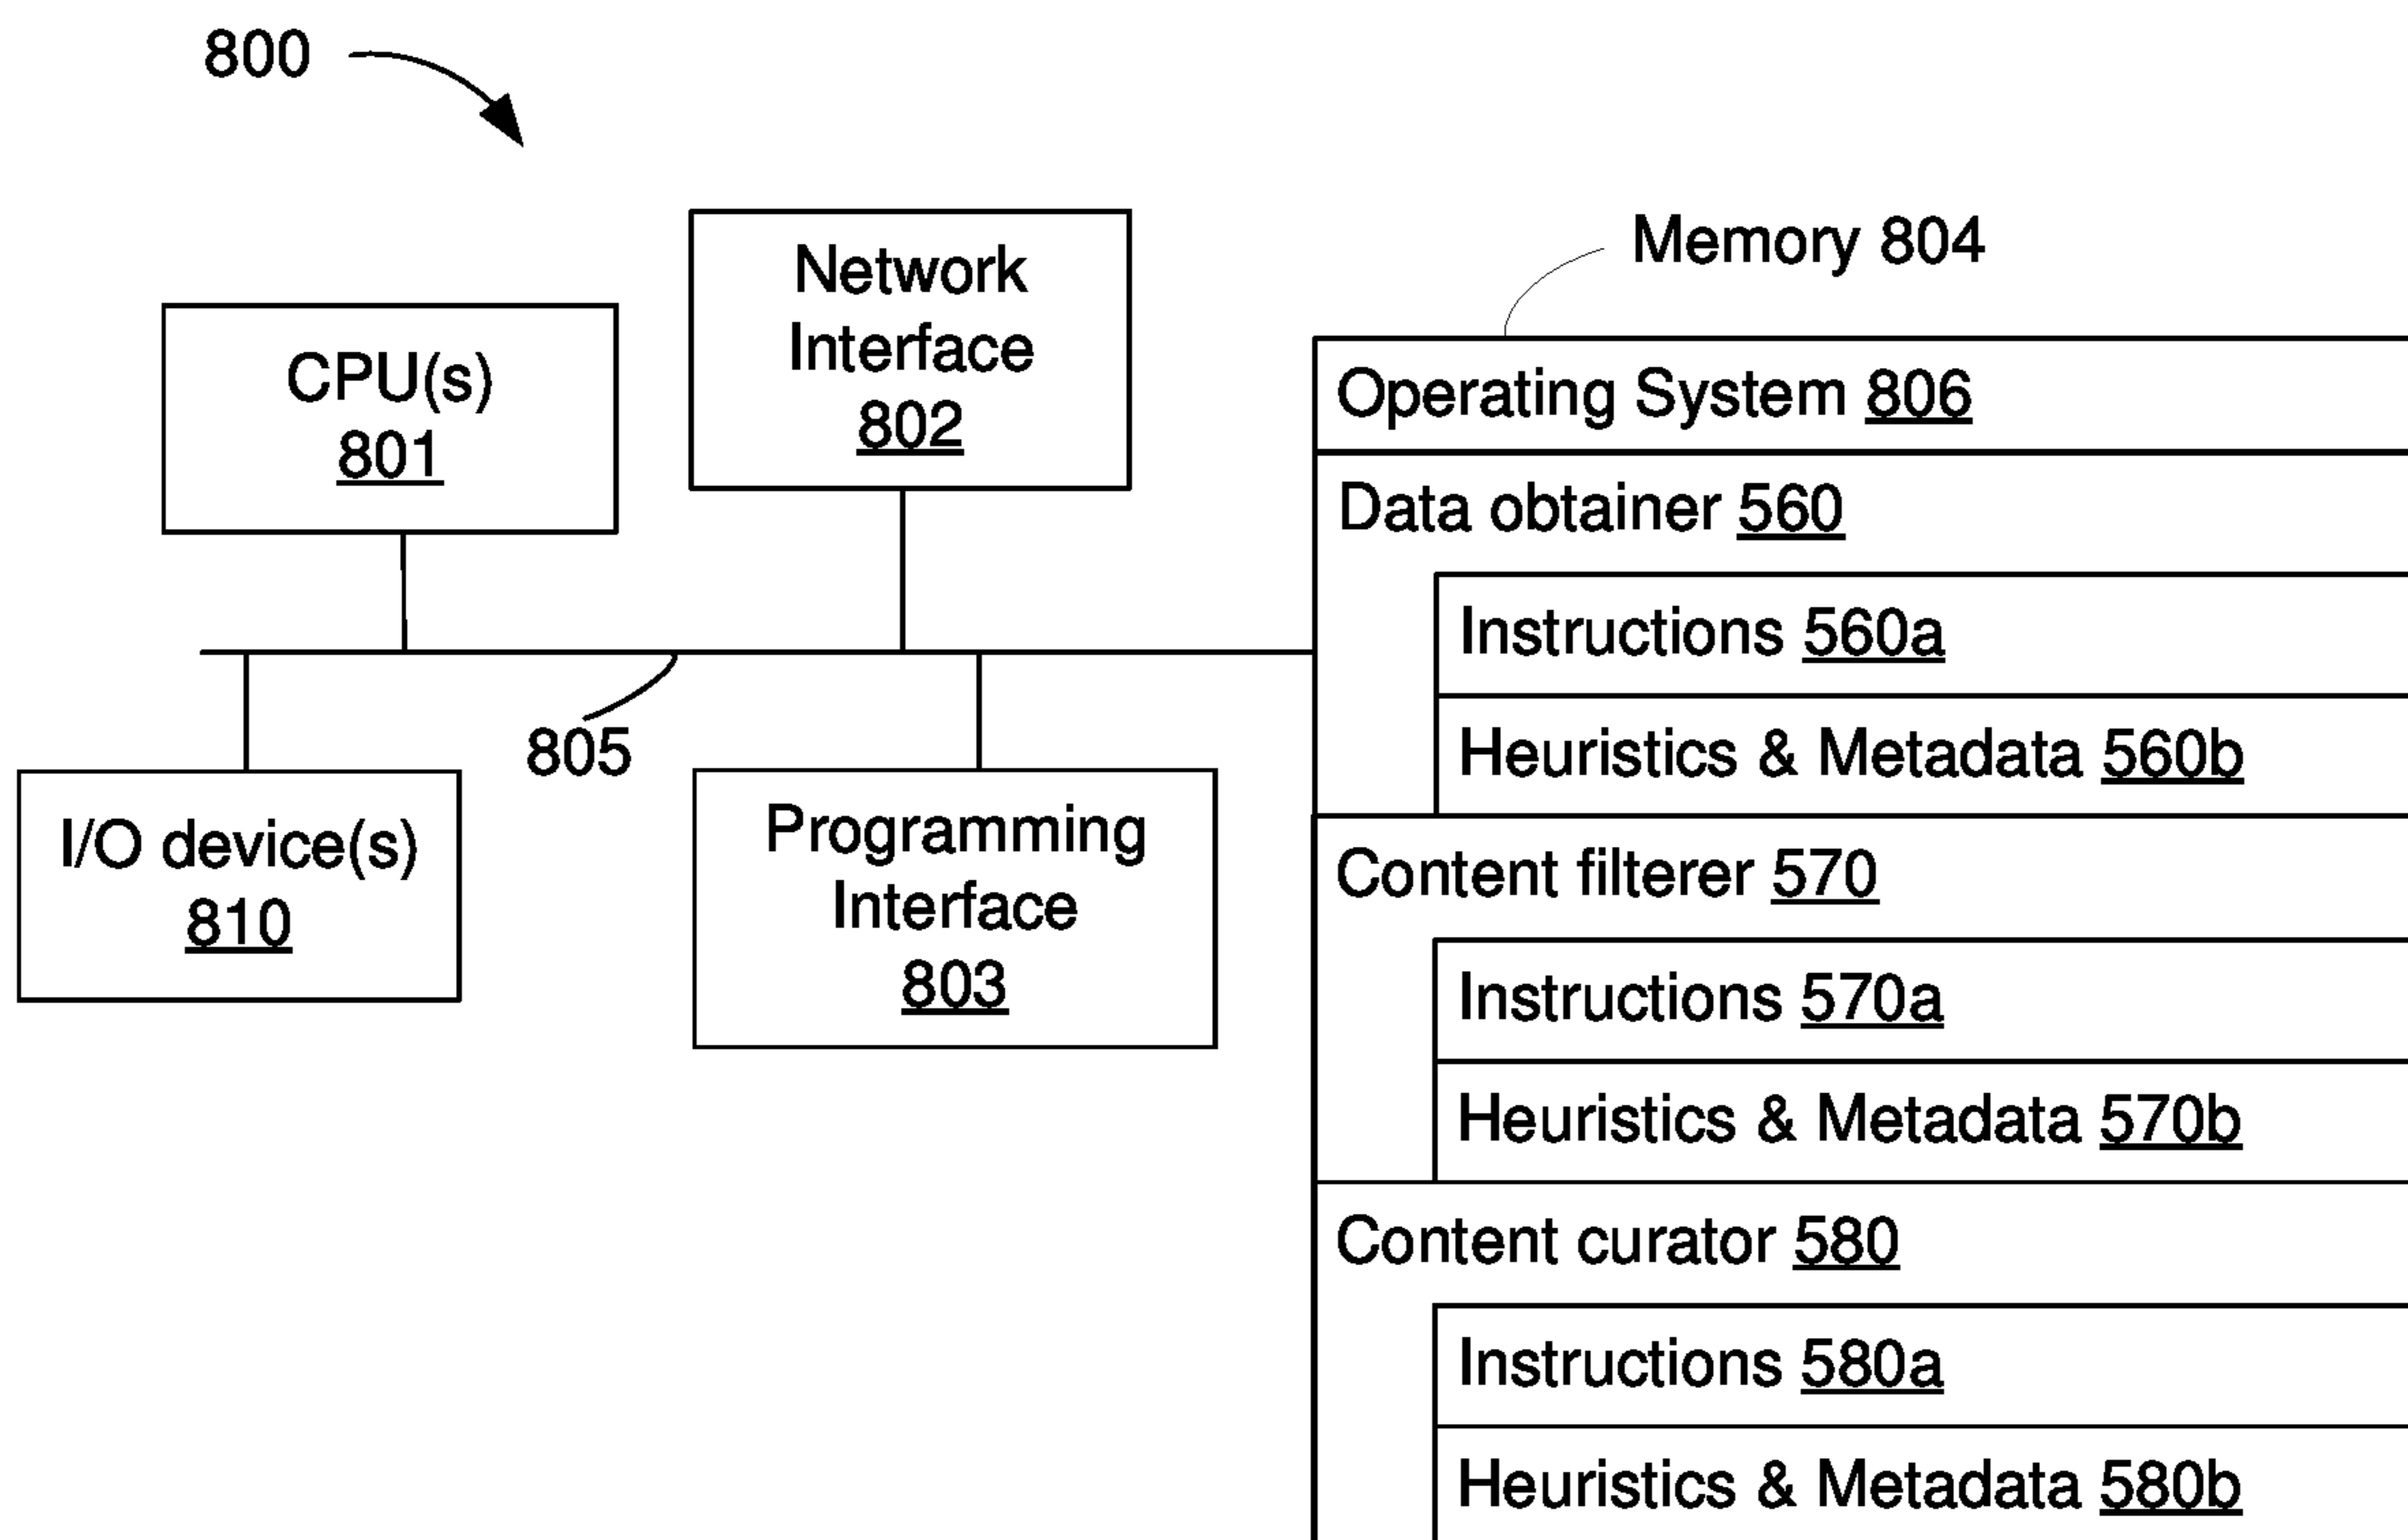 800
Network
Interface
802
Memory 804
CPU(s)
801
Operating System 806
Data obtainer 560
Instructions 560a
Heuristics & Metadata 560b
805
I/O device(s)
810
Programming
Interface
803
Content filterer 570
Instructions 570a
Heuristics & Metadata 570b
Content curator 580
Instructions 580a
Heuristics & Metadata 580b